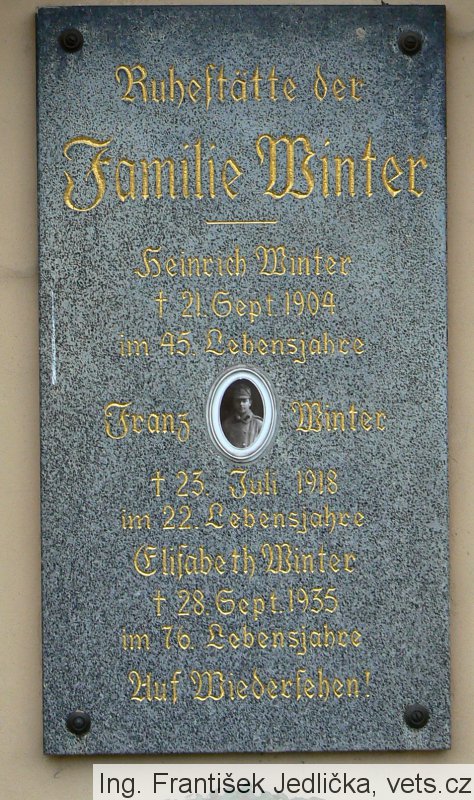 Ruheſtätte der
Familie Winter
Heinrich Winter
† 21. Sept. 1904
im 45. Lebensjahre
Franz Winter
† 23. Juli 1918
im 22. Lebensjahre
Eliſabeth Winter
† 28. Sept. 1935
im 76. Lebensjahre
Auf Wiederſehen!
Ing. František Jedlička, vets.cz